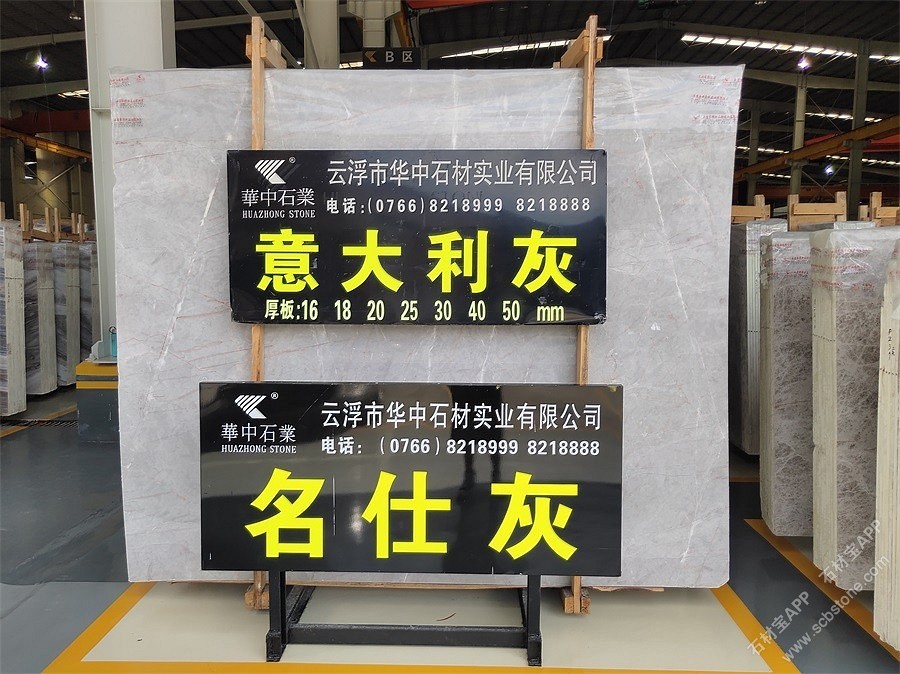 B区
華中石業
HUAZHONG STONE
云浮市华中石材实业有限公司
电话:(0766)8218999 8218888
意大利灰
厚板:16 18 20 25 30 40 50 mm
華中石業
HUAZHONG STONE
云浮市华中石材实业有限公司
电话:(0766)8218999 8218888
名仕灰
石材宝APP 石材宝APP
www.scbstone.com